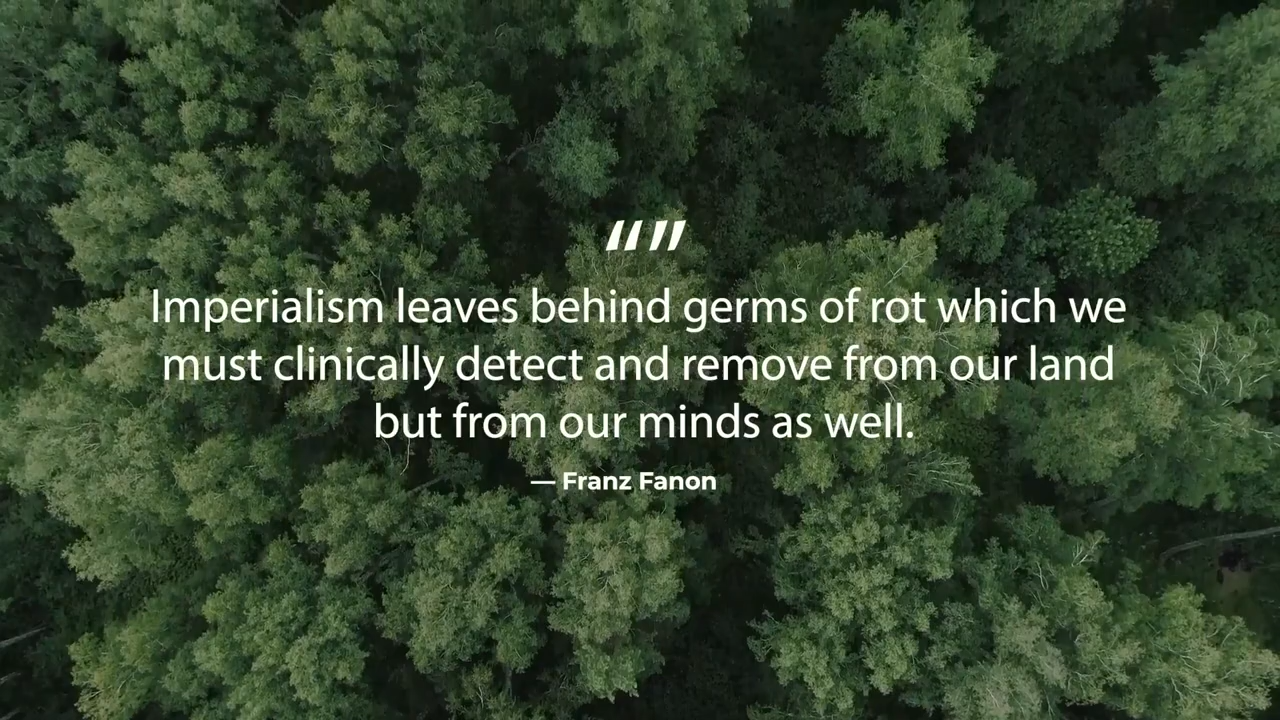 ""
Imperialism leaves behind germs of rot which we
must clinically detect and remove from our land
but from our minds as well.
— Franz Fanon